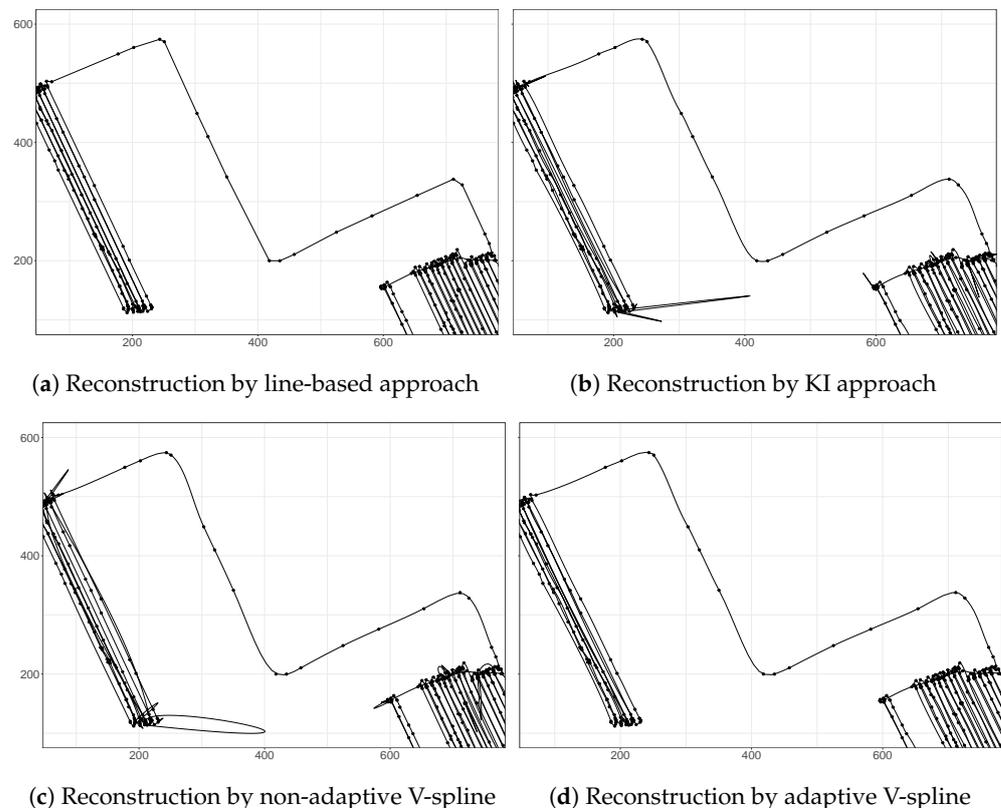 600
400
200
200 400 600
200 400 600
(a) Reconstruction by line-based approach (b) Reconstruction by KI approach
600
400
200
200 400 600
200 400 600
(c) Reconstruction by non-adaptive V-spline (d) Reconstruction by adaptive V-spline